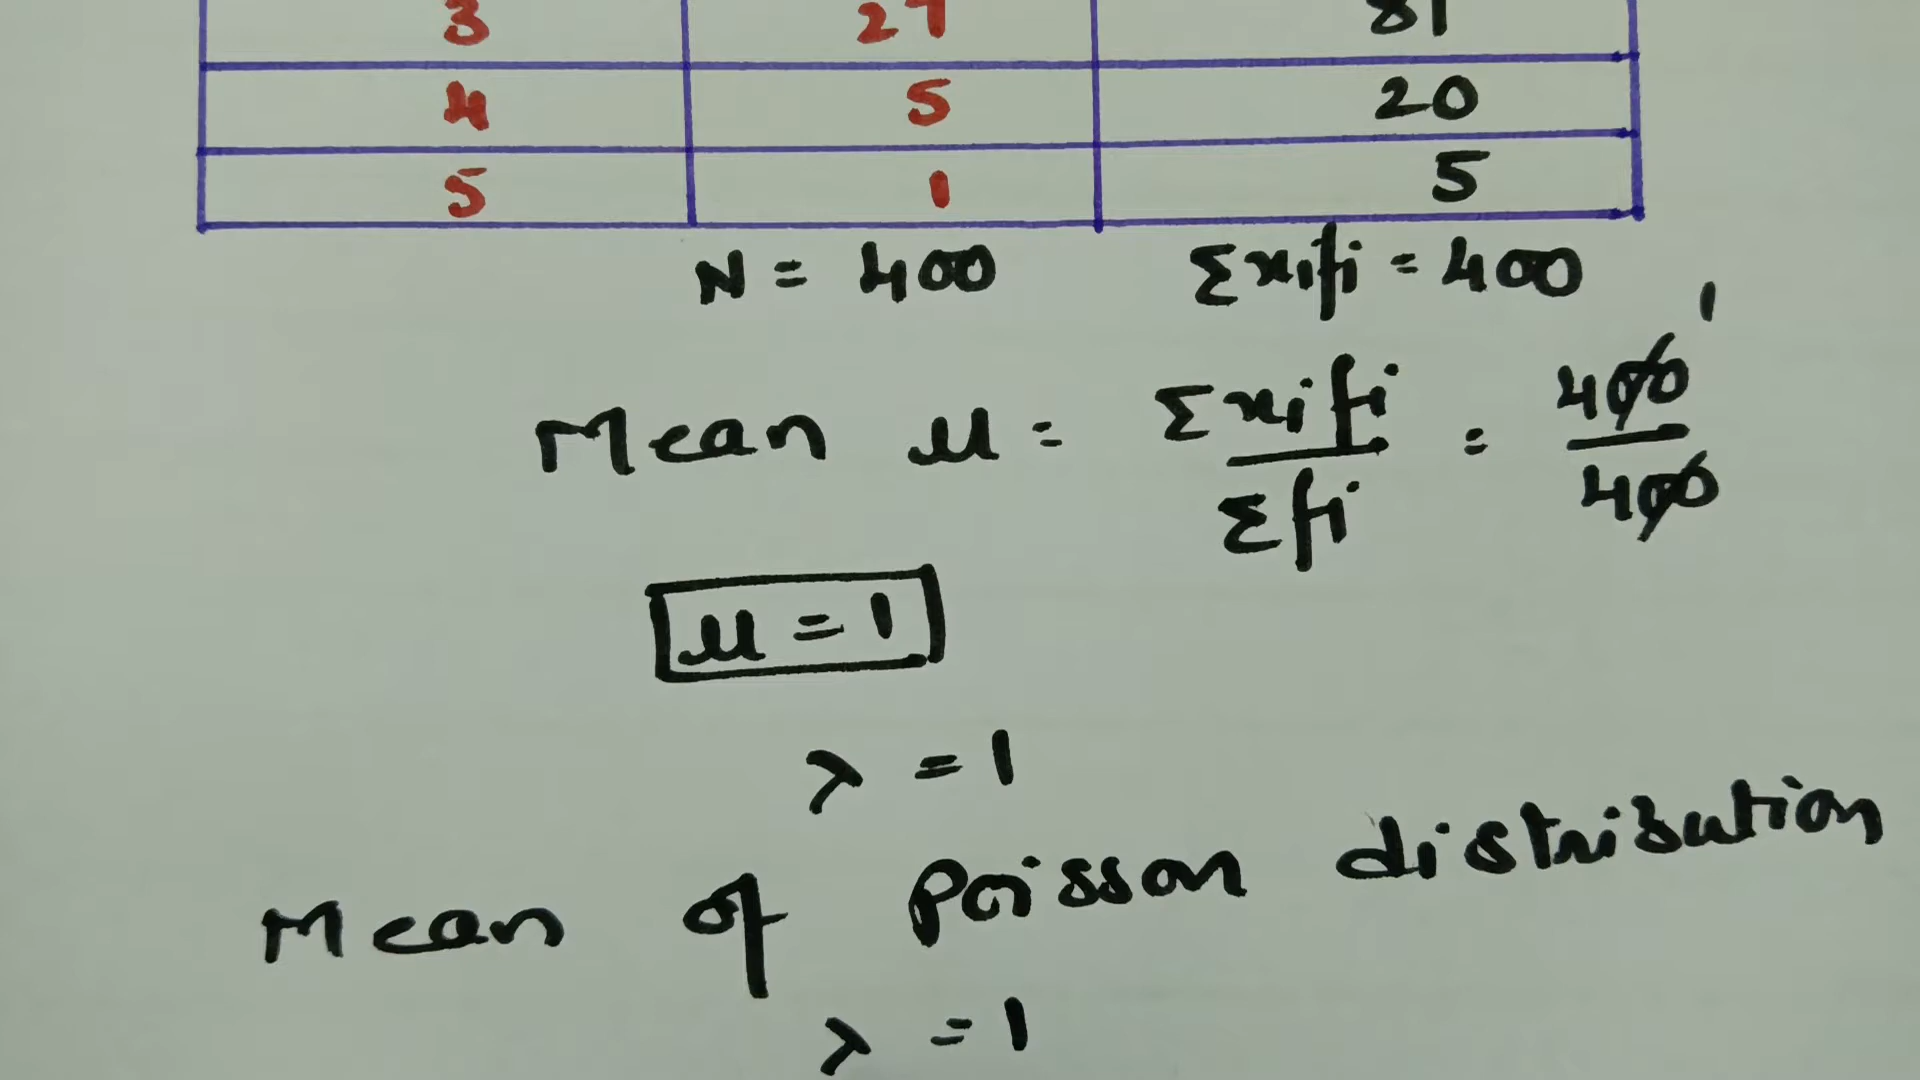 3 27 81
4 5 20
5 1 5
N = 400 Σxifi = 400
Mean μ = Σxifi / Σfi = 400 / 400 1
μ = 1
λ = 1
Mean of Poisson distribution
λ = 1